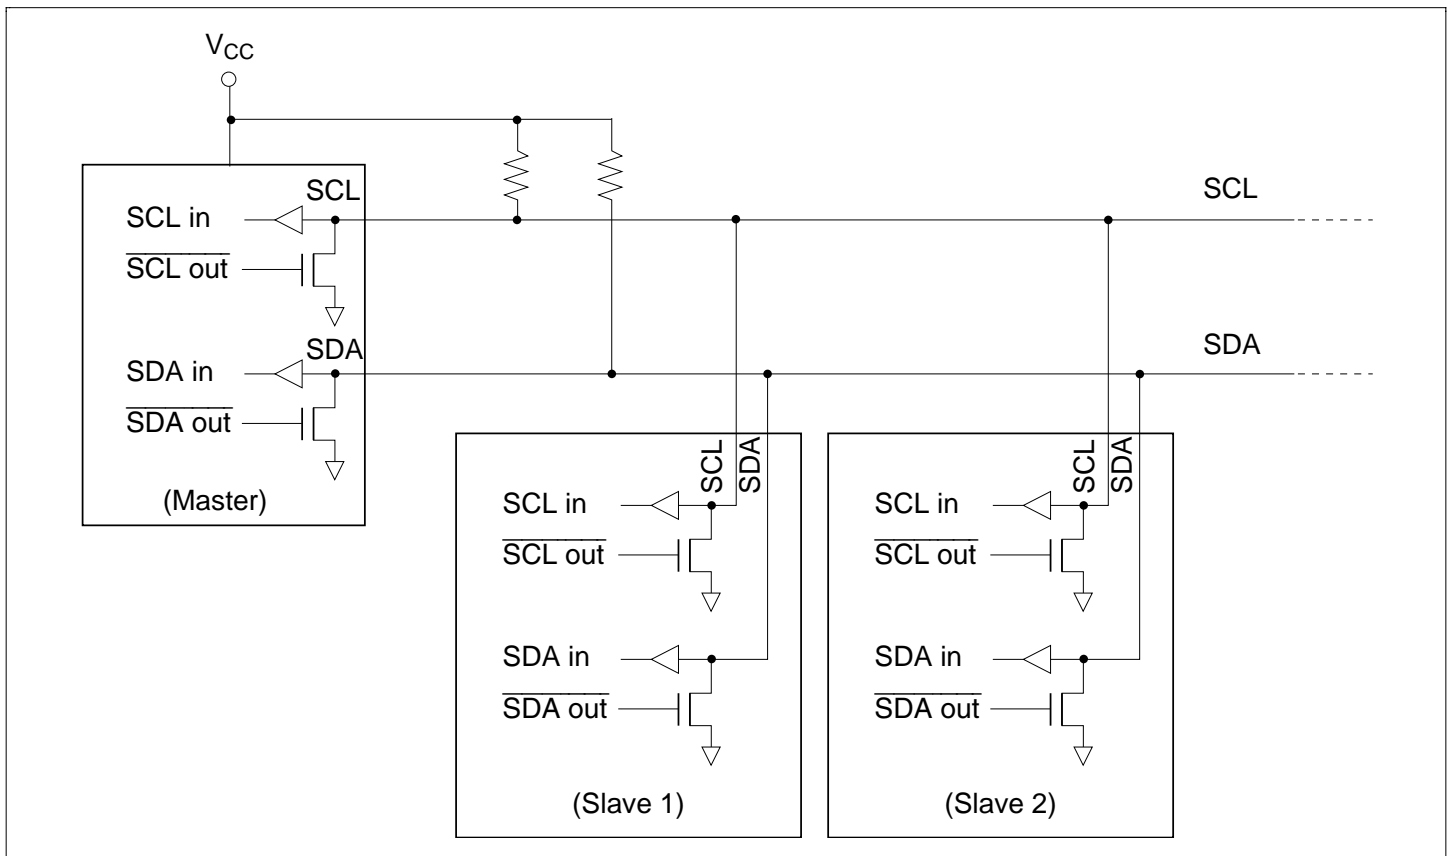 VCC
SCL
SCL in
SCL out
SDA
SDA in
SDA out
(Master)
SCL
SDA
SCL
SDA
SCL in
SCL out
SDA in
SDA out
(Slave 1)
SCL
SDA
SCL in
SCL out
SDA in
SDA out
(Slave 2)